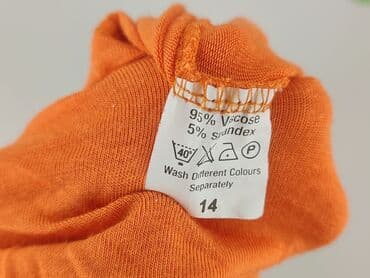 95% Viscose
5% Spandex
40° P
Wash Different Colours
Separately
14